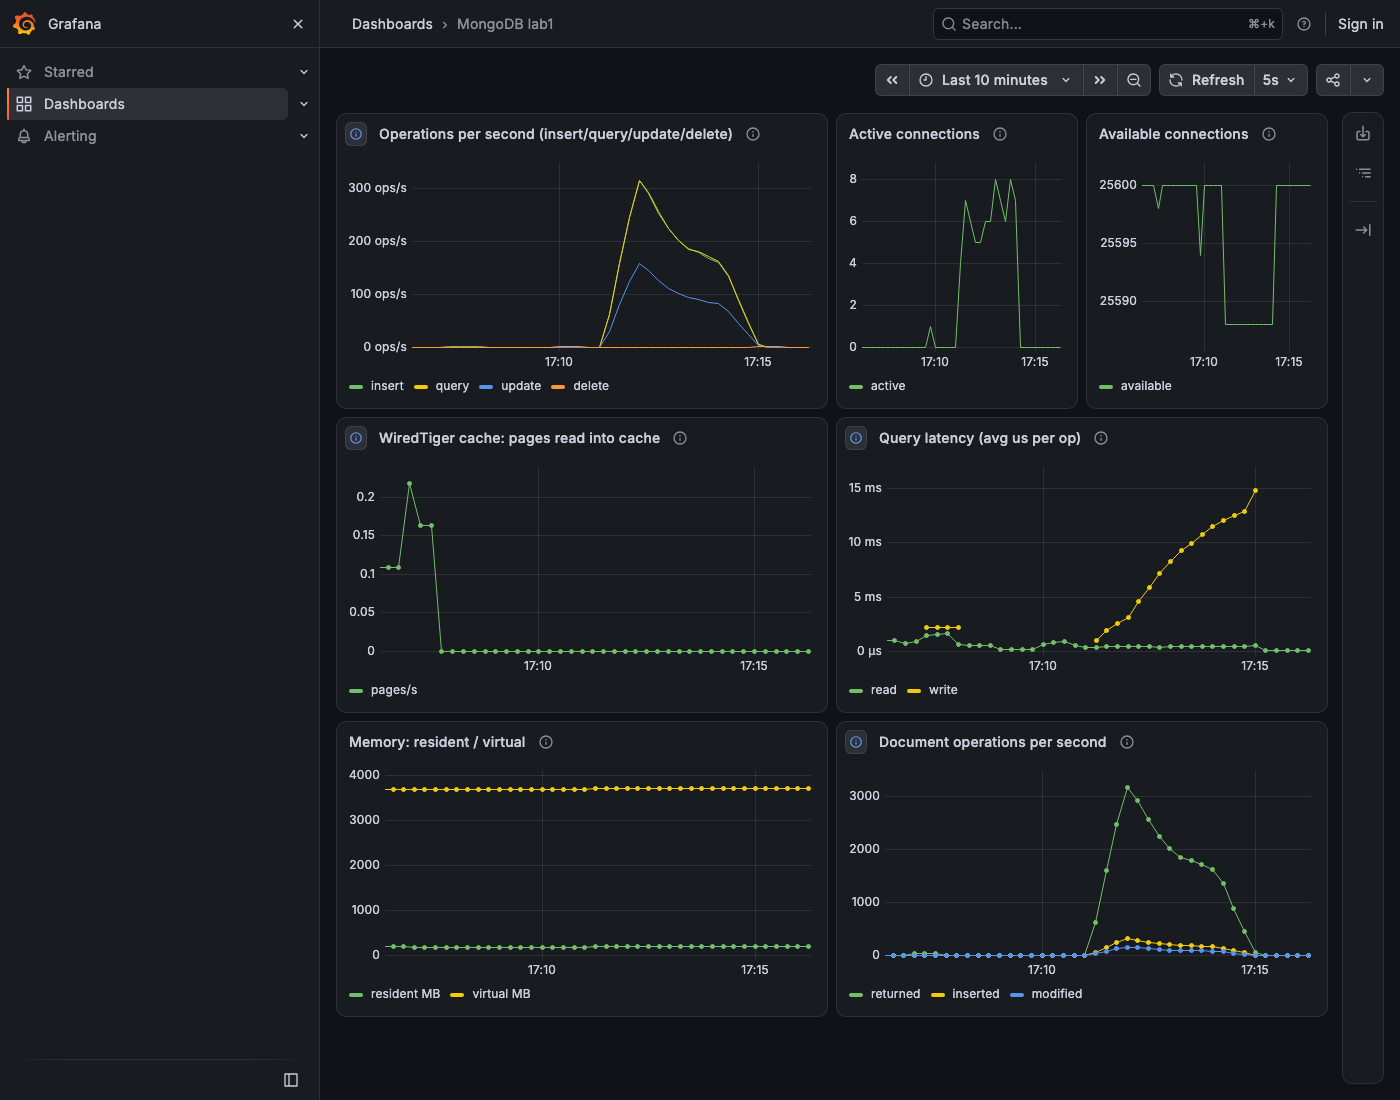 Grafana
Dashboards › MongoDB lab1
Search... ⌘+k
Sign in
Starred
Dashboards
Alerting
Last 10 minutes
Refresh 5s
Operations per second (insert/query/update/delete)
300 ops/s
200 ops/s
100 ops/s
0 ops/s
17:10 17:15
insert query update delete
Active connections
8
6
4
2
0
17:10 17:15
active
Available connections
25600
25595
25590
17:10 17:15
available
WiredTiger cache: pages read into cache
0.2
0.15
0.1
0.05
0
17:10 17:15
pages/s
Query latency (avg us per op)
15 ms
10 ms
5 ms
0 µs
17:10 17:15
read write
Memory: resident / virtual
4000
3000
2000
1000
0
17:10 17:15
resident MB virtual MB
Document operations per second
3000
2000
1000
0
17:10 17:15
returned inserted modified